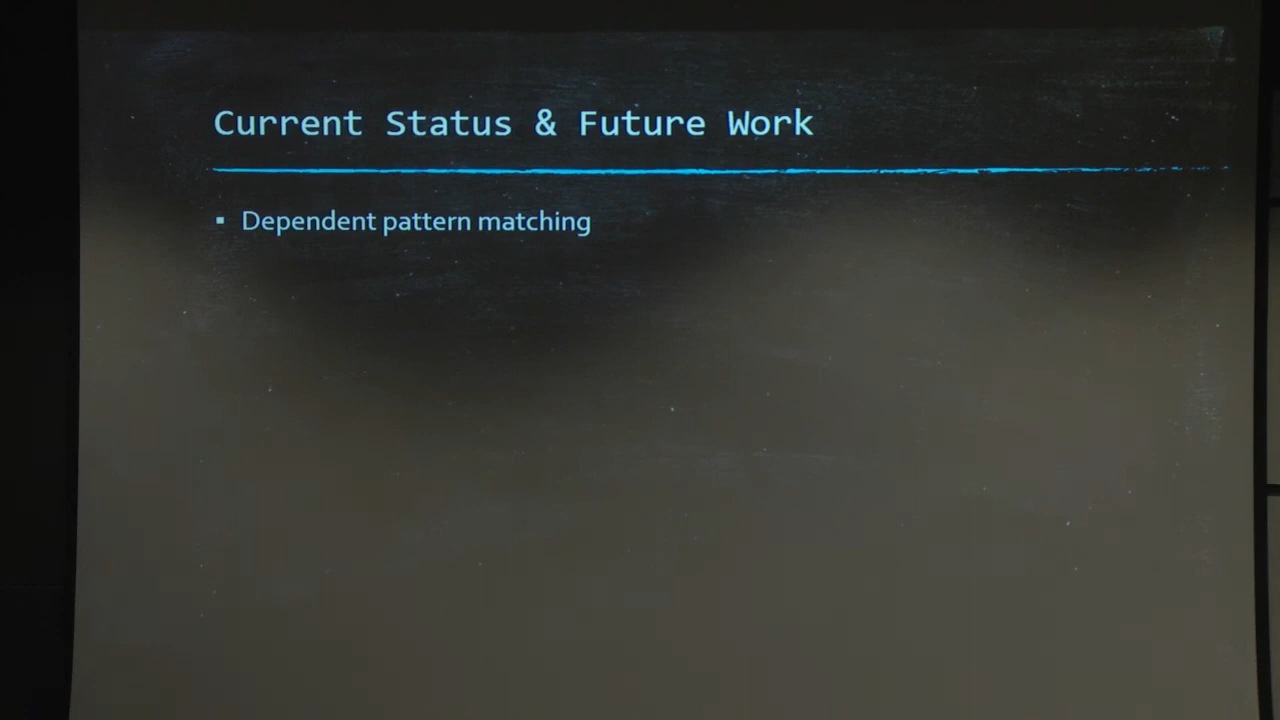 Current Status & Future Work
▪ Dependent pattern matching